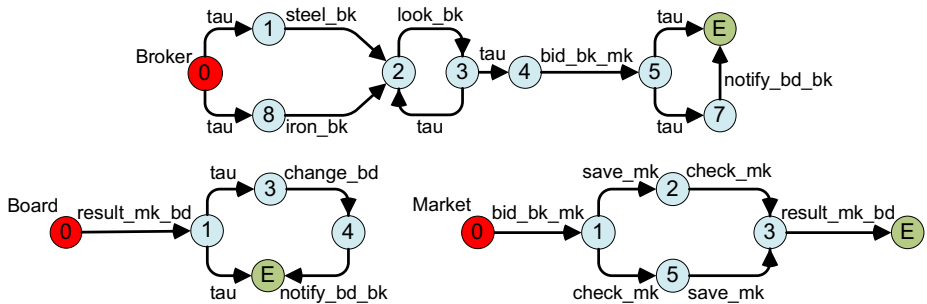 tau
steel_bk
look_bk
1
tau
bid_bk_mk
tau
E
Broker
0
2
3
4
5
notify_bd_bk
8
7
tau
iron_bk
tau
tau
tau
change_bd
save_mk
check_mk
3
2
Board
result_mk_bd
Market
bid_bk_mk
result_mk_bd
0
1
4
0
1
3
E
E
5
tau
notify_bd_bk
check_mk
save_mk